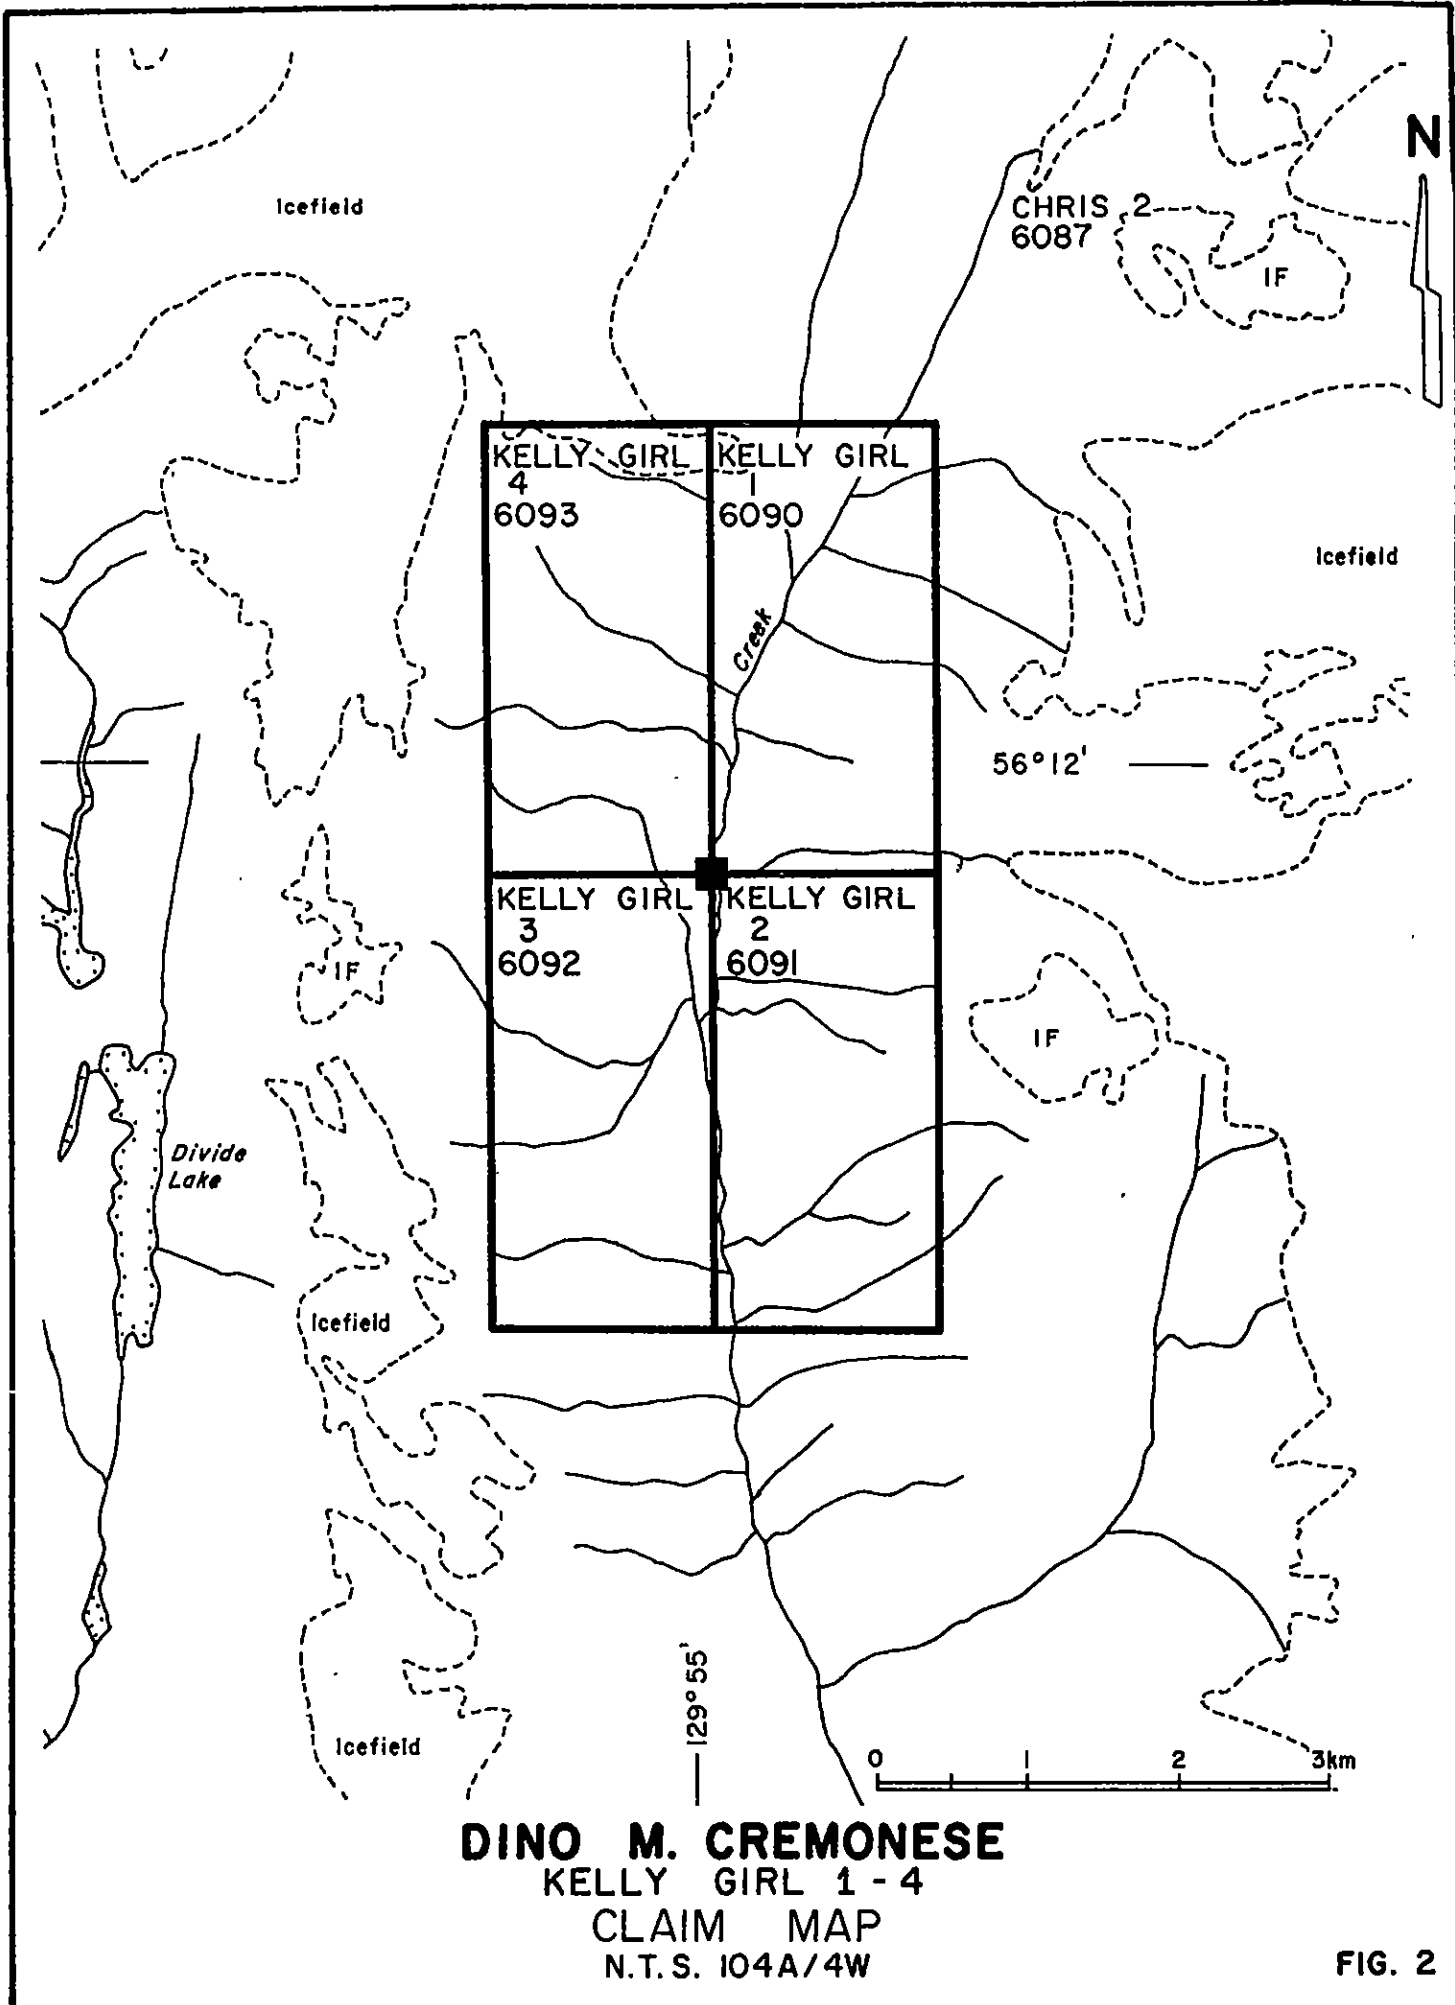 N
Icefield
CHRIS 2
6087
IF
KELLY GIRL
4
6093
KELLY GIRL
1
6090
Icefield
Creek
56°12'
KELLY GIRL
3
6092
KELLY GIRL
2
6091
IF
IF
Divide
Lake
Icefield
129°55'
Icefield
0 1 2 3km
DINO M. CREMONESE
KELLY GIRL 1-4
CLAIM MAP
N.T.S. 104A/4W
FIG. 2